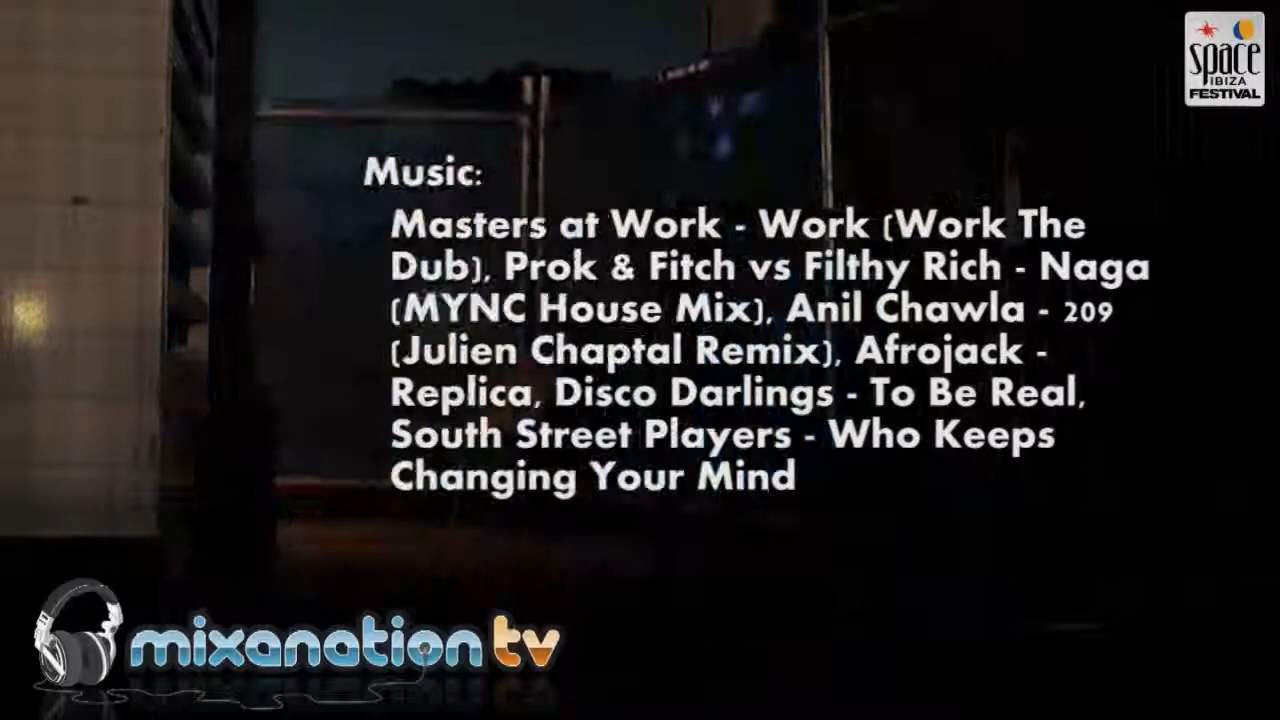 space
IBIZA
FESTIVAL
Music:
Masters at Work - Work (Work The
Dub), Prok & Fitch vs Filthy Rich - Naga
(MYNC House Mix), Anil Chawla - 209
(Julien Chaptal Remix), Afrojack -
Replica, Disco Darlings - To Be Real,
South Street Players - Who Keeps
Changing Your Mind
mixanation tv